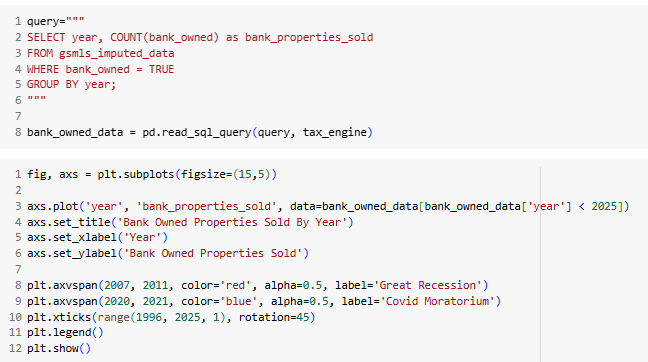 1 query="""
2 SELECT year, COUNT(bank_owned) as bank_properties_sold
3 FROM gsmls_imputed_data
4 WHERE bank_owned = TRUE
5 GROUP BY year;
6 """
7
8 bank_owned_data = pd.read_sql_query(query, tax_engine)
1 fig, axs = plt.subplots(figsize=(15,5))
2
3 axs.plot('year', 'bank_properties_sold', data=bank_owned_data[bank_owned_data['year'] < 2025])
4 axs.set_title('Bank Owned Properties Sold By Year')
5 axs.set_xlabel('Year')
6 axs.set_ylabel('Bank Owned Properties Sold')
7
8 plt.axvspan(2007, 2011, color='red', alpha=0.5, label='Great Recession')
9 plt.axvspan(2020, 2021, color='blue', alpha=0.5, label='Covid Moratorium')
10 plt.xticks(range(1996, 2025, 1), rotation=45)
11 plt.legend()
12 plt.show()